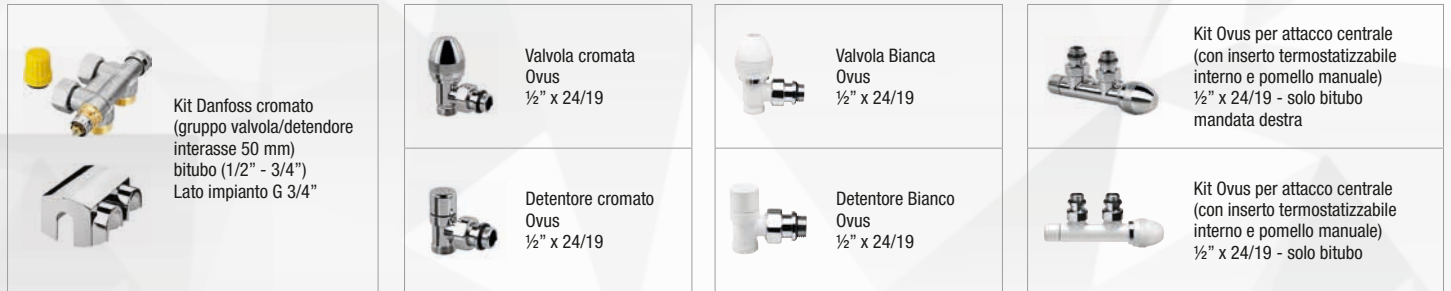 Kit Danfoss cromato
(gruppo valvola/detendore
interasse 50 mm)
bitubo (1/2” - 3/4”)
Lato impianto G 3/4”
Valvola cromata
Ovus
½” x 24/19
Detentore cromato
Ovus
½” x 24/19
Valvola Bianca
Ovus
½” x 24/19
Detentore Bianco
Ovus
½” x 24/19
Kit Ovus per attacco centrale
(con inserto termostatizzabile
interno e pomello manuale)
½” x 24/19 - solo bitubo
mandata destra
Kit Ovus per attacco centrale
(con inserto termostatizzabile
interno e pomello manuale)
½” x 24/19 - solo bitubo